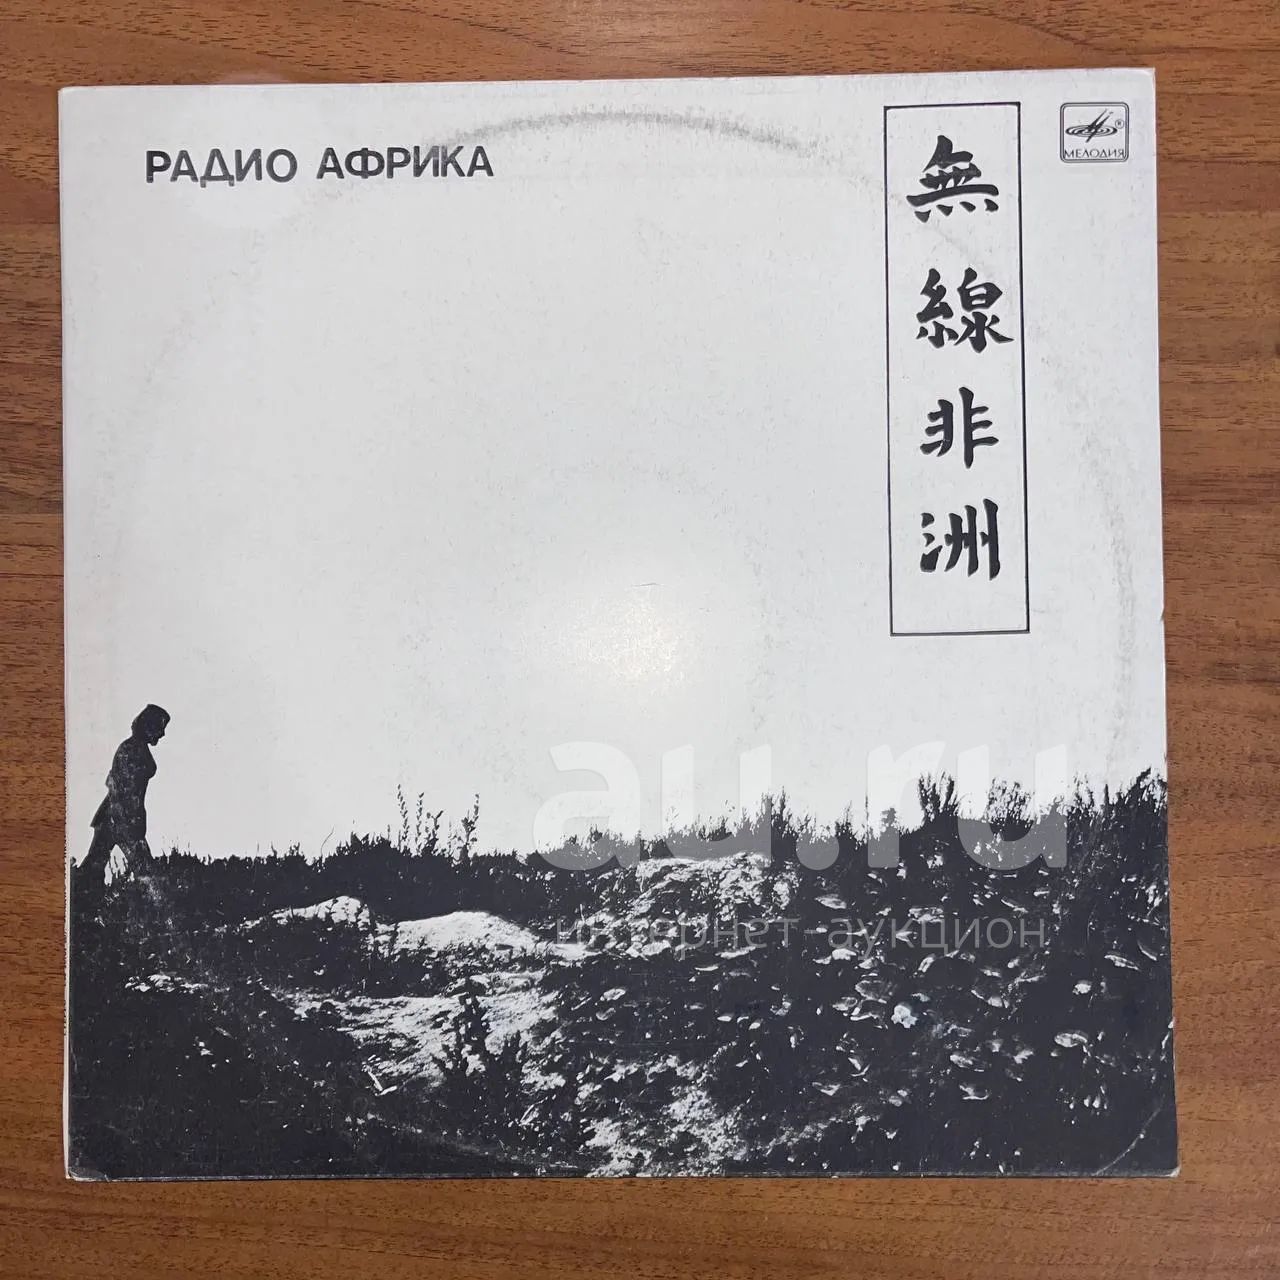 РАДИО АФРИКА
無線非洲
МЕЛОДИЯ
au.ru
интернет-аукцион